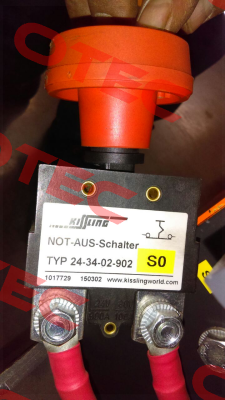 KISSLING
NOT-AUS-Schalter
TYP 24-34-02-902 S0
1017729 150302 www.kisslingworld.com